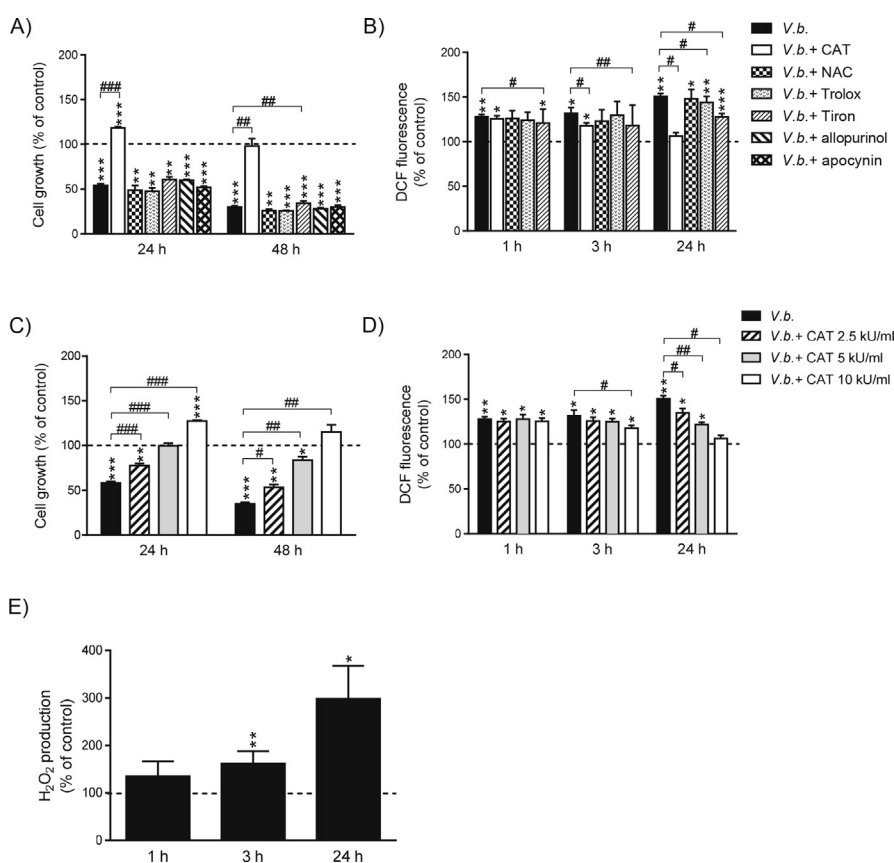 A)
Cell growth (% of control)
200
150
100
50
0
###
***
***
**
**
**
***
***
24 h
##
##
***
**
***
***
***
***
48 h
B)
DCF fluorescence
(% of control)
200
150
100
50
0
#
**
*
*
1 h
##
#
*
*
3 h
#
#
#
**
*
**
***
24 h
V.b.
V.b.+ CAT
V.b.+ NAC
V.b.+ Trolox
V.b.+ Tiron
V.b.+ allopurinol
V.b.+ apocynin
C)
Cell growth (% of control)
200
150
100
50
0
###
###
###
***
**
***
24 h
##
##
#
***
**
*
48 h
D)
DCF fluorescence
(% of control)
200
150
100
50
0
**
*
*
*
1 h
#
*
*
*
*
3 h
#
##
#
**
*
*
24 h
V.b.
V.b.+ CAT 2.5 kU/ml
V.b.+ CAT 5 kU/ml
V.b.+ CAT 10 kU/ml
E)
H₂O₂ production
(% of control)
400
300
200
100
0
**
*
1 h
3 h
24 h